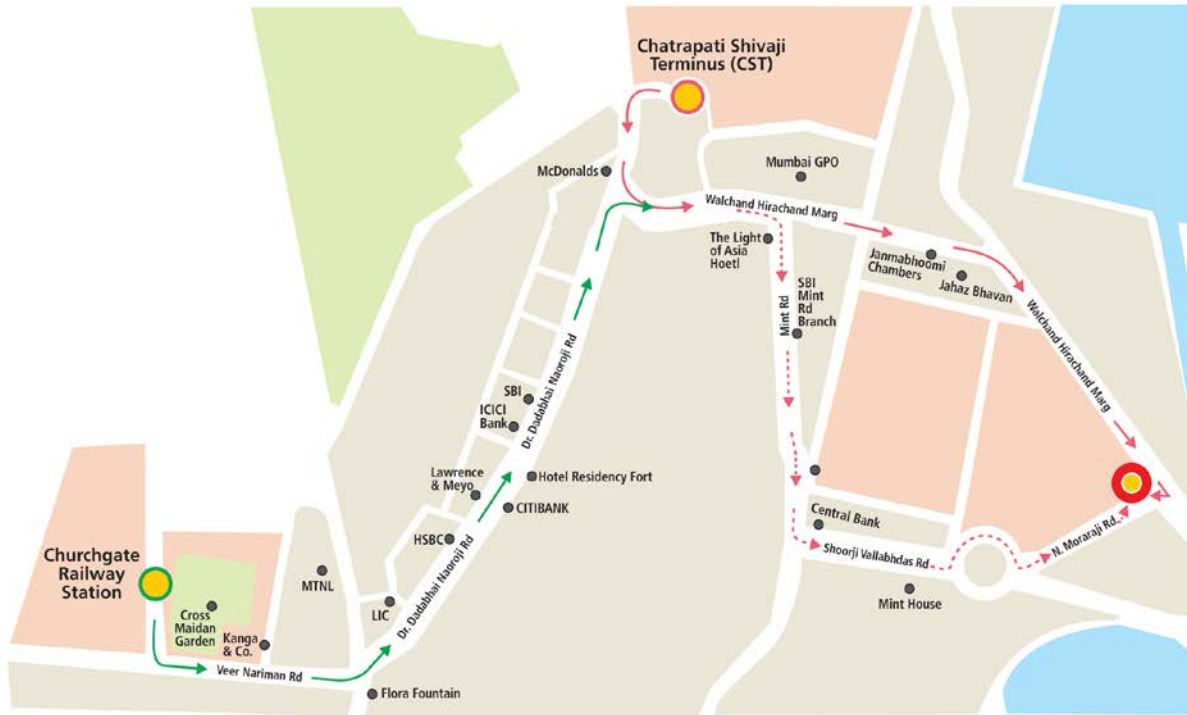 Chatrapati Shivaji
Terminus (CST)
McDonalds
Mumbai GPO
Walchand Hirachand Marg
The Light
of Asia
Hoetl
Janmabhoomi
Chambers
Jahaz Bhavan
SBI
Mint
Rd
Branch
Mint Rd
Walchand Hirachand Marg
Dr. Dadabhai Naoroji Rd
SBI
ICICI
Bank
Lawrence
& Meyo
Hotel Residency Fort
CITIBANK
HSBC
Central Bank
Shoorji Vallabhdas Rd
N. Moraraji Rd.
Mint House
Churchgate
Railway
Station
MTNL
Cross
Maidan
Garden
Kanga
& Co.
LIC
Dr. Dadabhai Naoroji Rd
Veer Nariman Rd
Flora Fountain